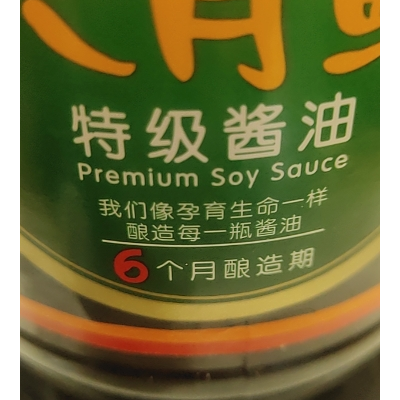 特级酱油
Premium Soy Sauce
我们像孕育生命一样
酿造每一瓶酱油
6个月酿造期